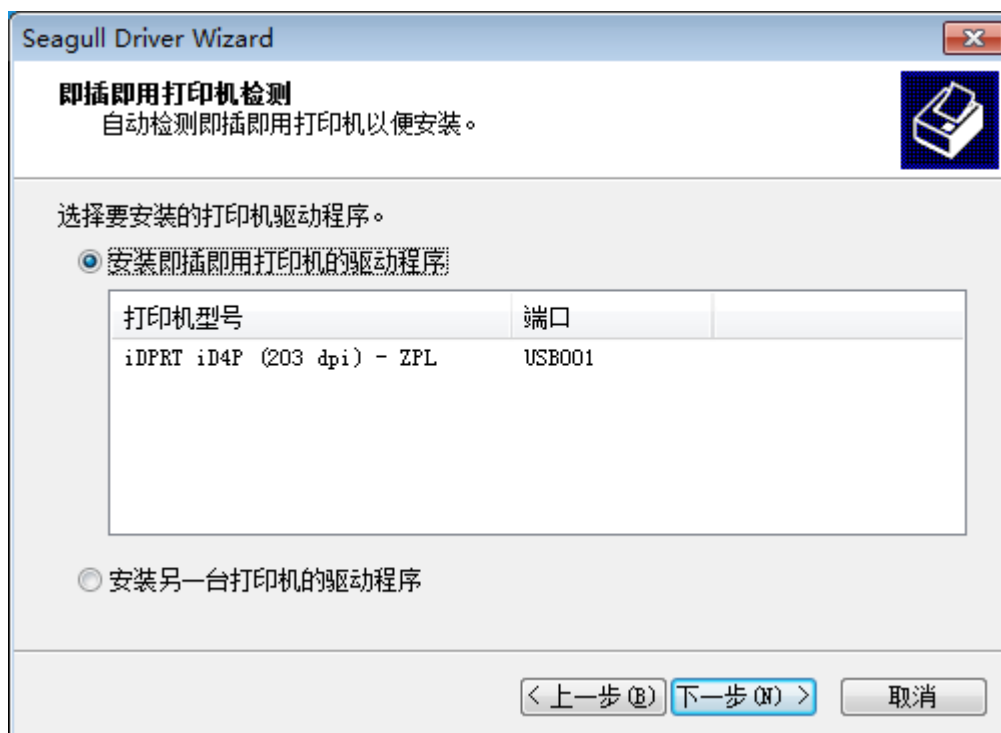 Seagull Driver Wizard
即插即用打印机检测
自动检测即插即用打印机以便安装。
选择要安装的打印机驱动程序。
安装即插即用打印机的驱动程序
打印机型号 端口
iDPRT iD4P (203 dpi) - ZPL USB001
安装另一台打印机的驱动程序
< 上一步(B) 下一步(N) > 取消